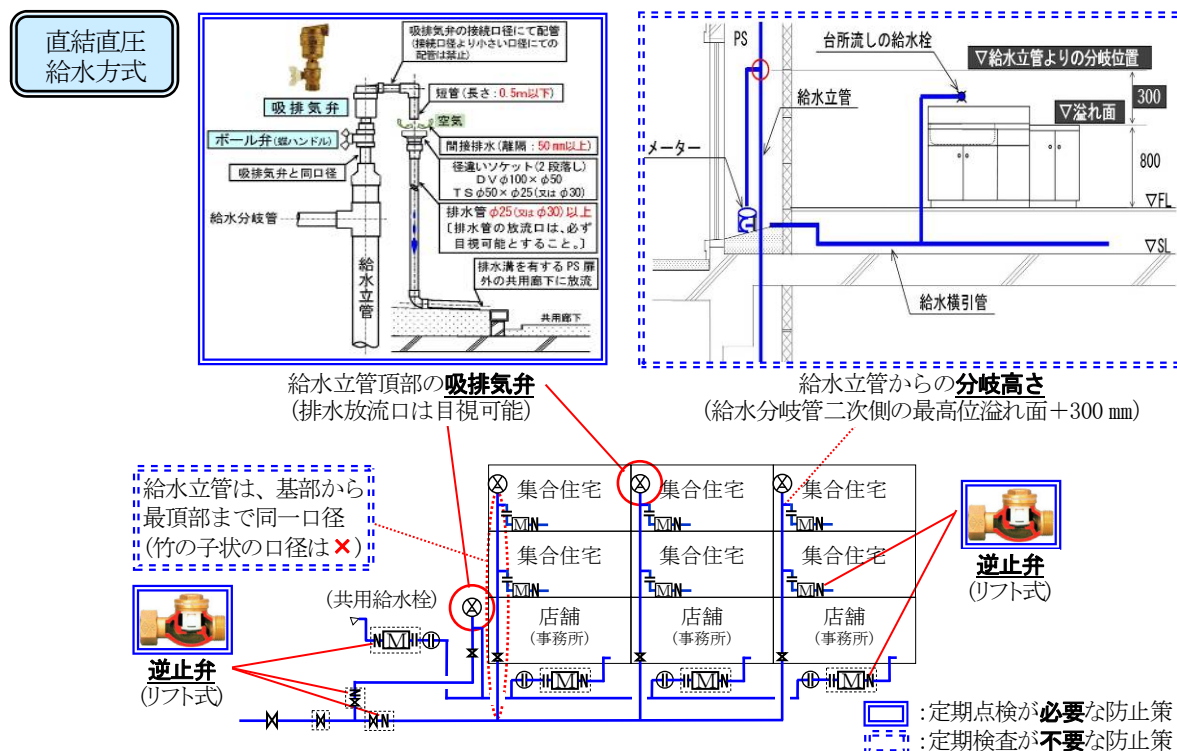 直結直圧
給水方式
吸排気弁の接続口径にて配管
(接続口径より小さい口径にての
配管は禁止)
短管(長さ：0.5m以下)
吸排気弁
空気
ボール弁(蝶ハンドル)
間接排水(離隔：50㎜以上)
吸排気弁と同口径
径違いソケット(2段落し)
DVφ100×φ50
TSφ50×φ25(又はφ30)
給水分岐管
排水管φ25(又はφ30)以上
[排水管の放流口は、必ず
目視可能とすること。]
給水立管
排水溝を有するPS扉
外の共用廊下に放流
共用廊下
PS
台所流しの給水栓
▽給水立管よりの分岐位置
給水立管
300
▽溢れ面
メーター
800
▽FL
▽SL
給水横引管
給水立管頂部の吸排気弁
(排水放流口は目視可能)
給水立管からの分岐高さ
(給水分岐管二次側の最高位溢れ面＋300 mm)
給水立管は、基部から
最頂部まで同一口径
(竹の子状の口径は×)
集合住宅
集合住宅
集合住宅
M N
M N
M N
集合住宅
集合住宅
集合住宅
M N
M N
M N
逆止弁
(リフト式)
(共用給水栓)
店舗
(事務所)
店舗
(事務所)
店舗
(事務所)
N M
逆止弁
(リフト式)
M N
M N
M N
N
：定期点検が必要な防止策
：定期検査が不要な防止策